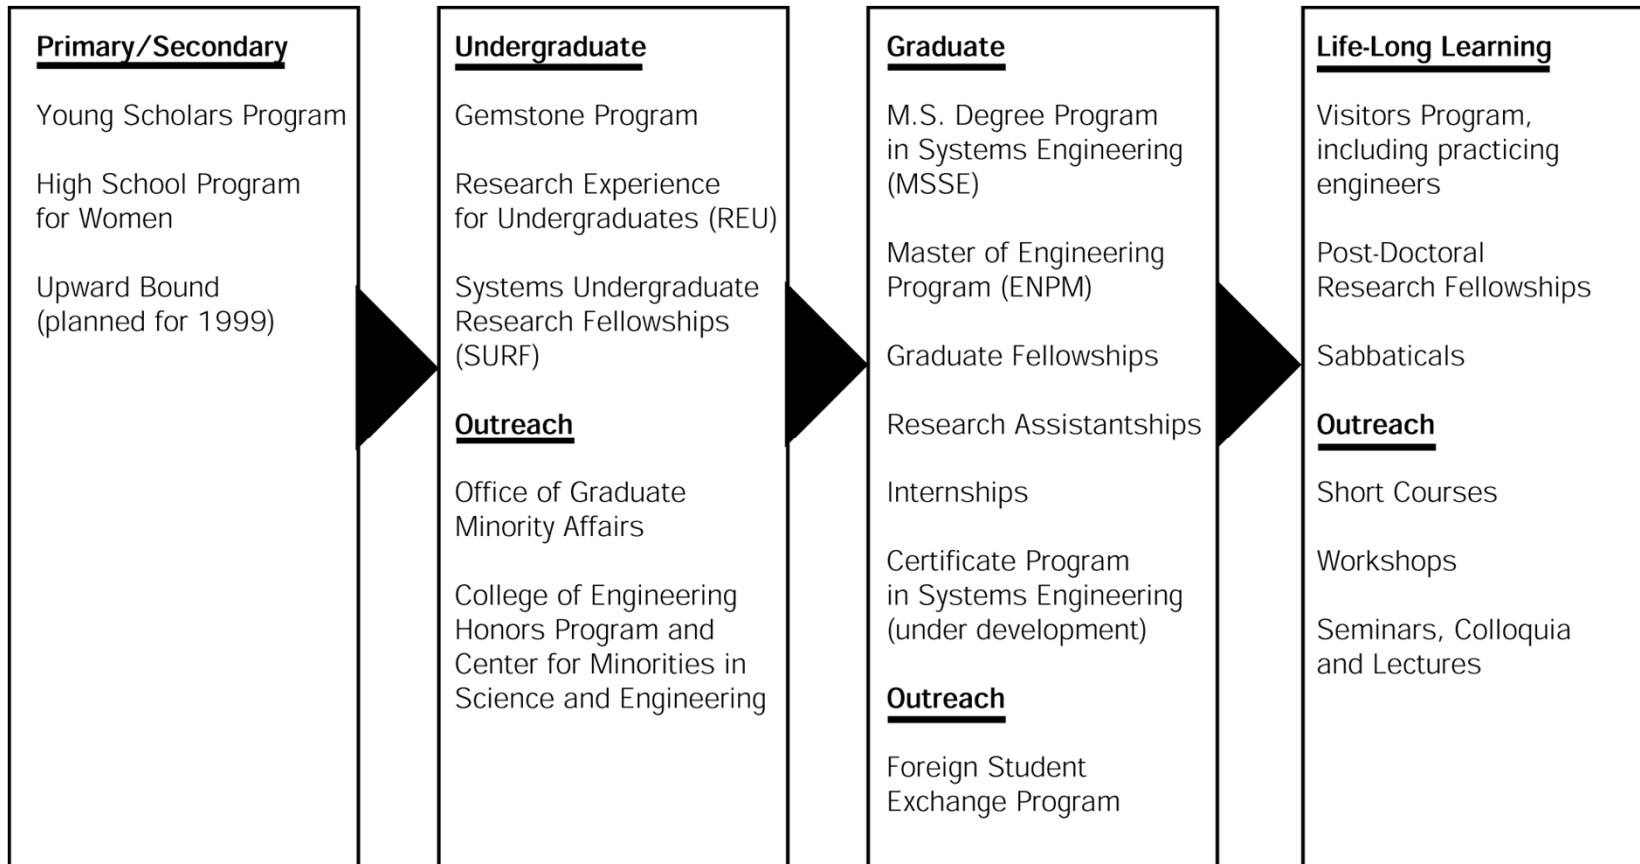 Primary/Secondary
Young Scholars Program
High School Program
for Women
Upward Bound
(planned for 1999)
Undergraduate
Gemstone Program
Research Experience
for Undergraduates (REU)
Systems Undergraduate
Research Fellowships
(SURF)
Outreach
Office of Graduate
Minority Affairs
College of Engineering
Honors Program and
Center for Minorities in
Science and Engineering
Graduate
M.S. Degree Program
in Systems Engineering
(MSSE)
Master of Engineering
Program (ENPM)
Graduate Fellowships
Research Assistantships
Internships
Certificate Program
in Systems Engineering
(under development)
Outreach
Foreign Student
Exchange Program
Life-Long Learning
Visitors Program,
including practicing
engineers
Post-Doctoral
Research Fellowships
Sabbaticals
Outreach
Short Courses
Workshops
Seminars, Colloquia
and Lectures